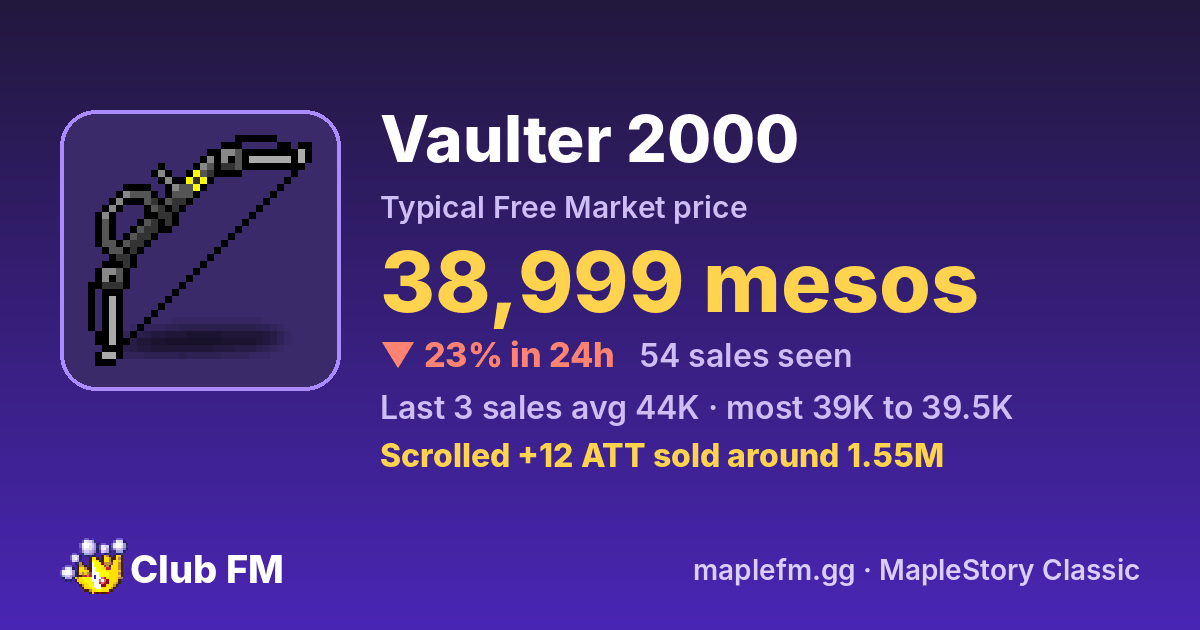 Vaulter 2000
Typical Free Market price
38,999 mesos
▼ 23% in 24h 54 sales seen
Last 3 sales avg 44K · most 39K to 39.5K
Scrolled +12 ATT sold around 1.55M
Club FM
maplefm.gg · MapleStory Classic